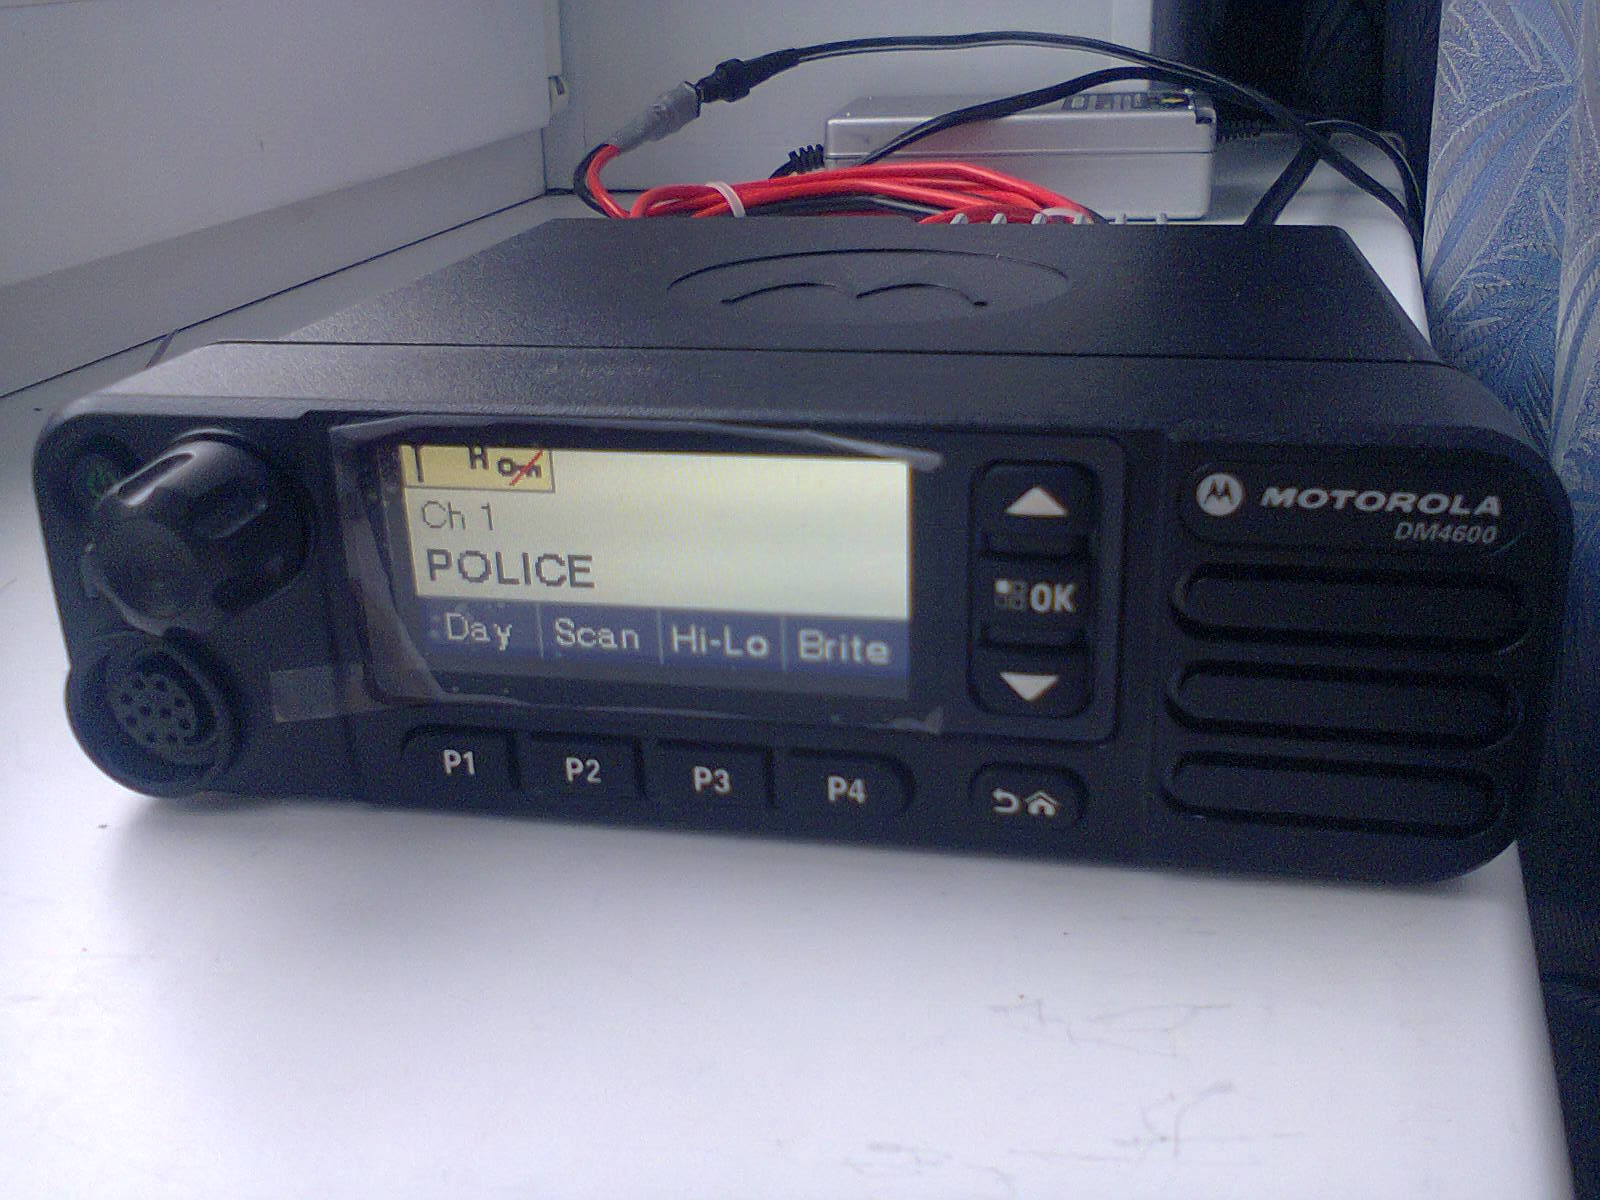 H
Ch 1
POLICE
Day Scan Hi-Lo Brite
OK
MOTOROLA
DM4600
P1 P2 P3 P4